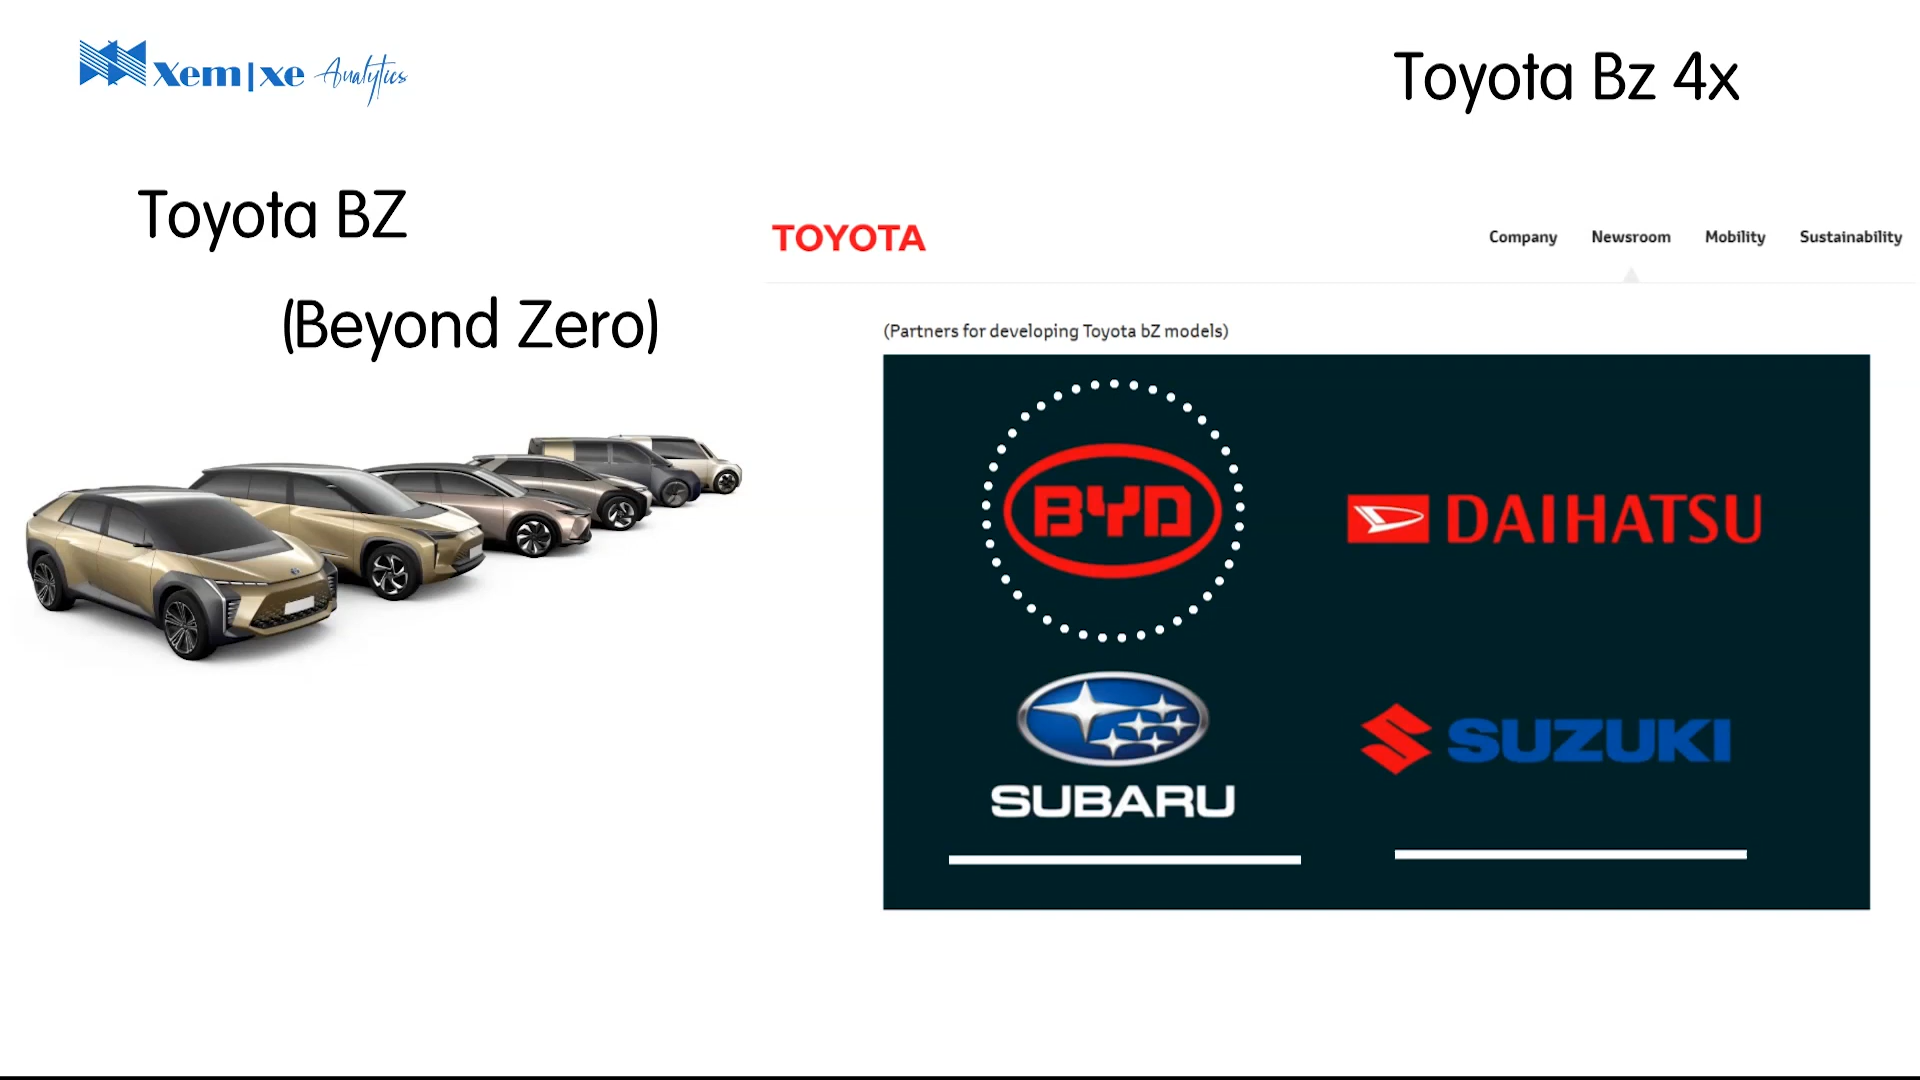 Xem|xe Analytics
Toyota Bz 4x
Toyota BZ
(Beyond Zero)
TOYOTA
Company Newsroom Mobility Sustainability
(Partners for developing Toyota bZ models)
BYD
DAIHATSU
SUBARU
SUZUKI